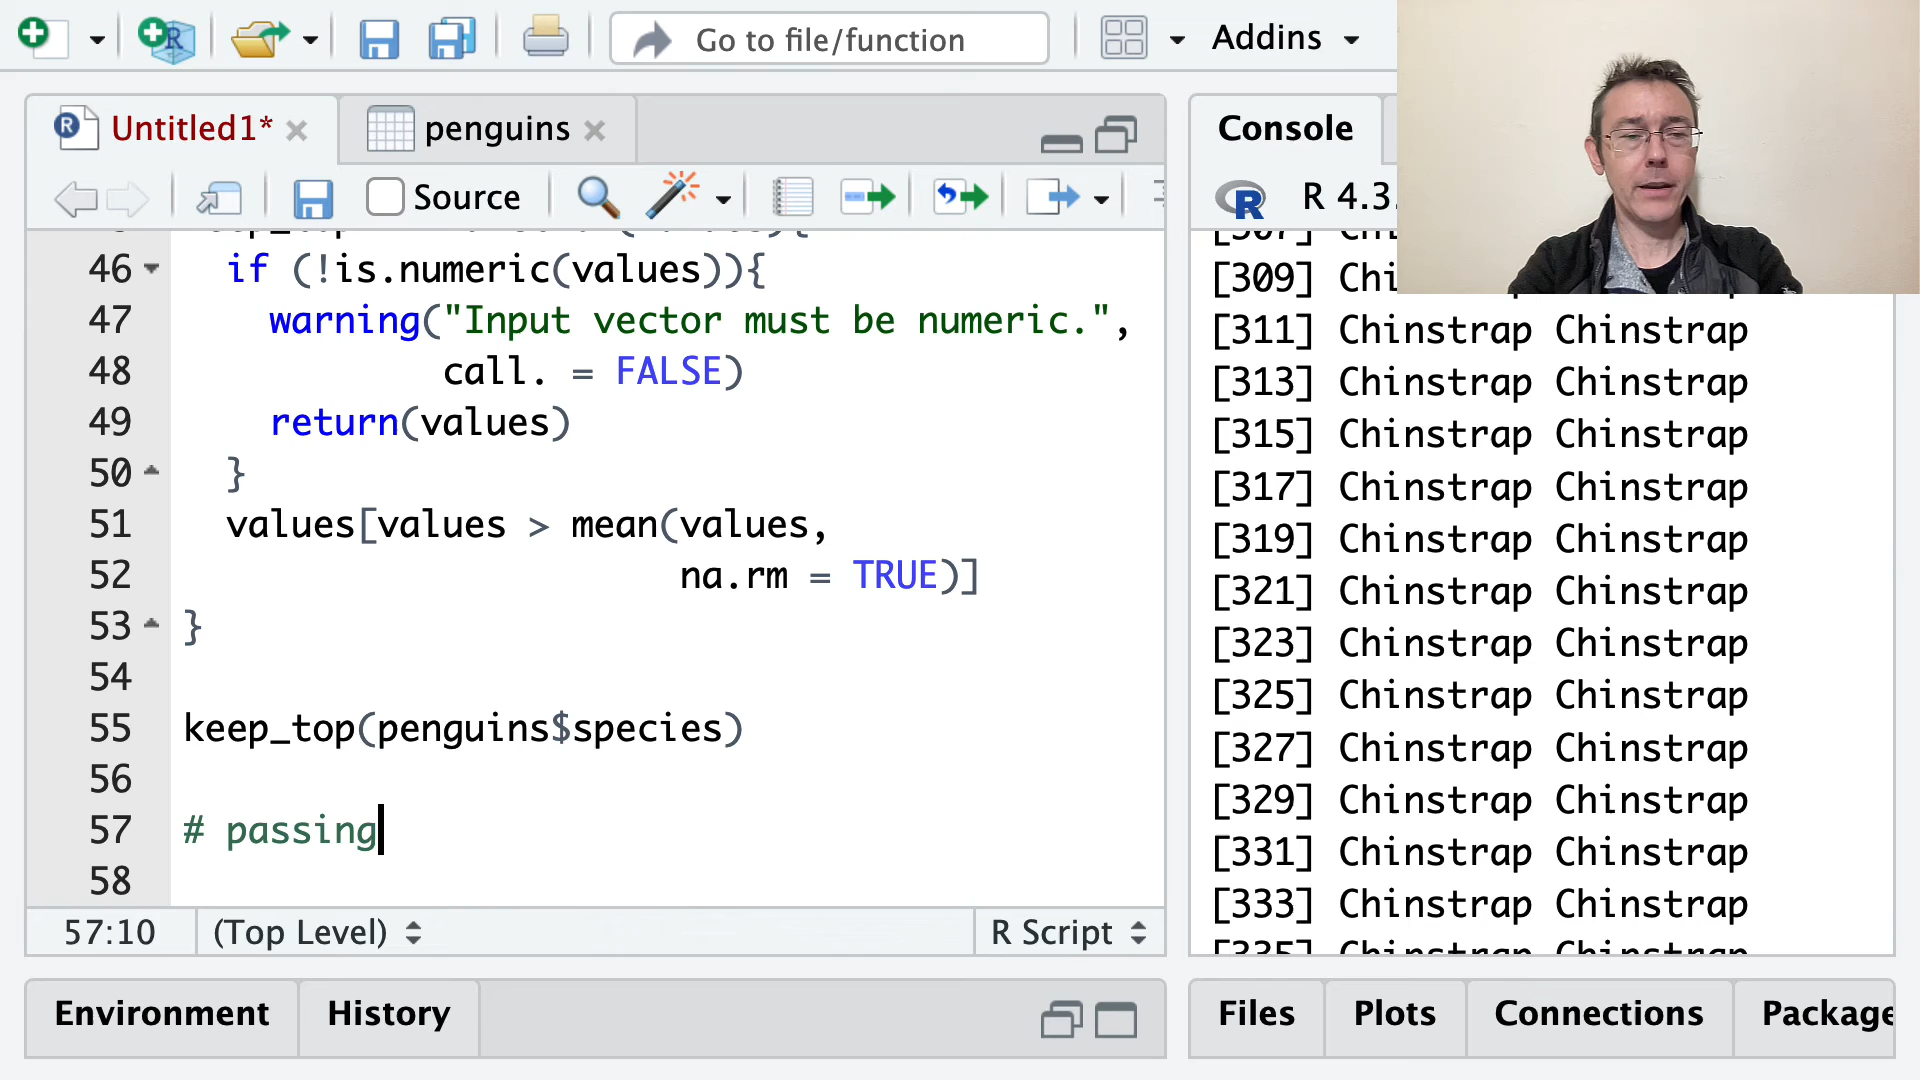 Go to file/function
Addins
Untitled1*
penguins
Source
46 if (!is.numeric(values)){
47 warning("Input vector must be numeric.",
48 call. = FALSE)
49 return(values)
50 }
51 values[values > mean(values,
52 na.rm = TRUE)]
53 }
54
55 keep_top(penguins$species)
56
57 # passing
58
57:10 (Top Level) R Script
Environment History
Console
R 4.3.
[309] Chi
[311] Chinstrap Chinstrap
[313] Chinstrap Chinstrap
[315] Chinstrap Chinstrap
[317] Chinstrap Chinstrap
[319] Chinstrap Chinstrap
[321] Chinstrap Chinstrap
[323] Chinstrap Chinstrap
[325] Chinstrap Chinstrap
[327] Chinstrap Chinstrap
[329] Chinstrap Chinstrap
[331] Chinstrap Chinstrap
[333] Chinstrap Chinstrap
[335] Chinstrap Chinstrap
Files Plots Connections Package